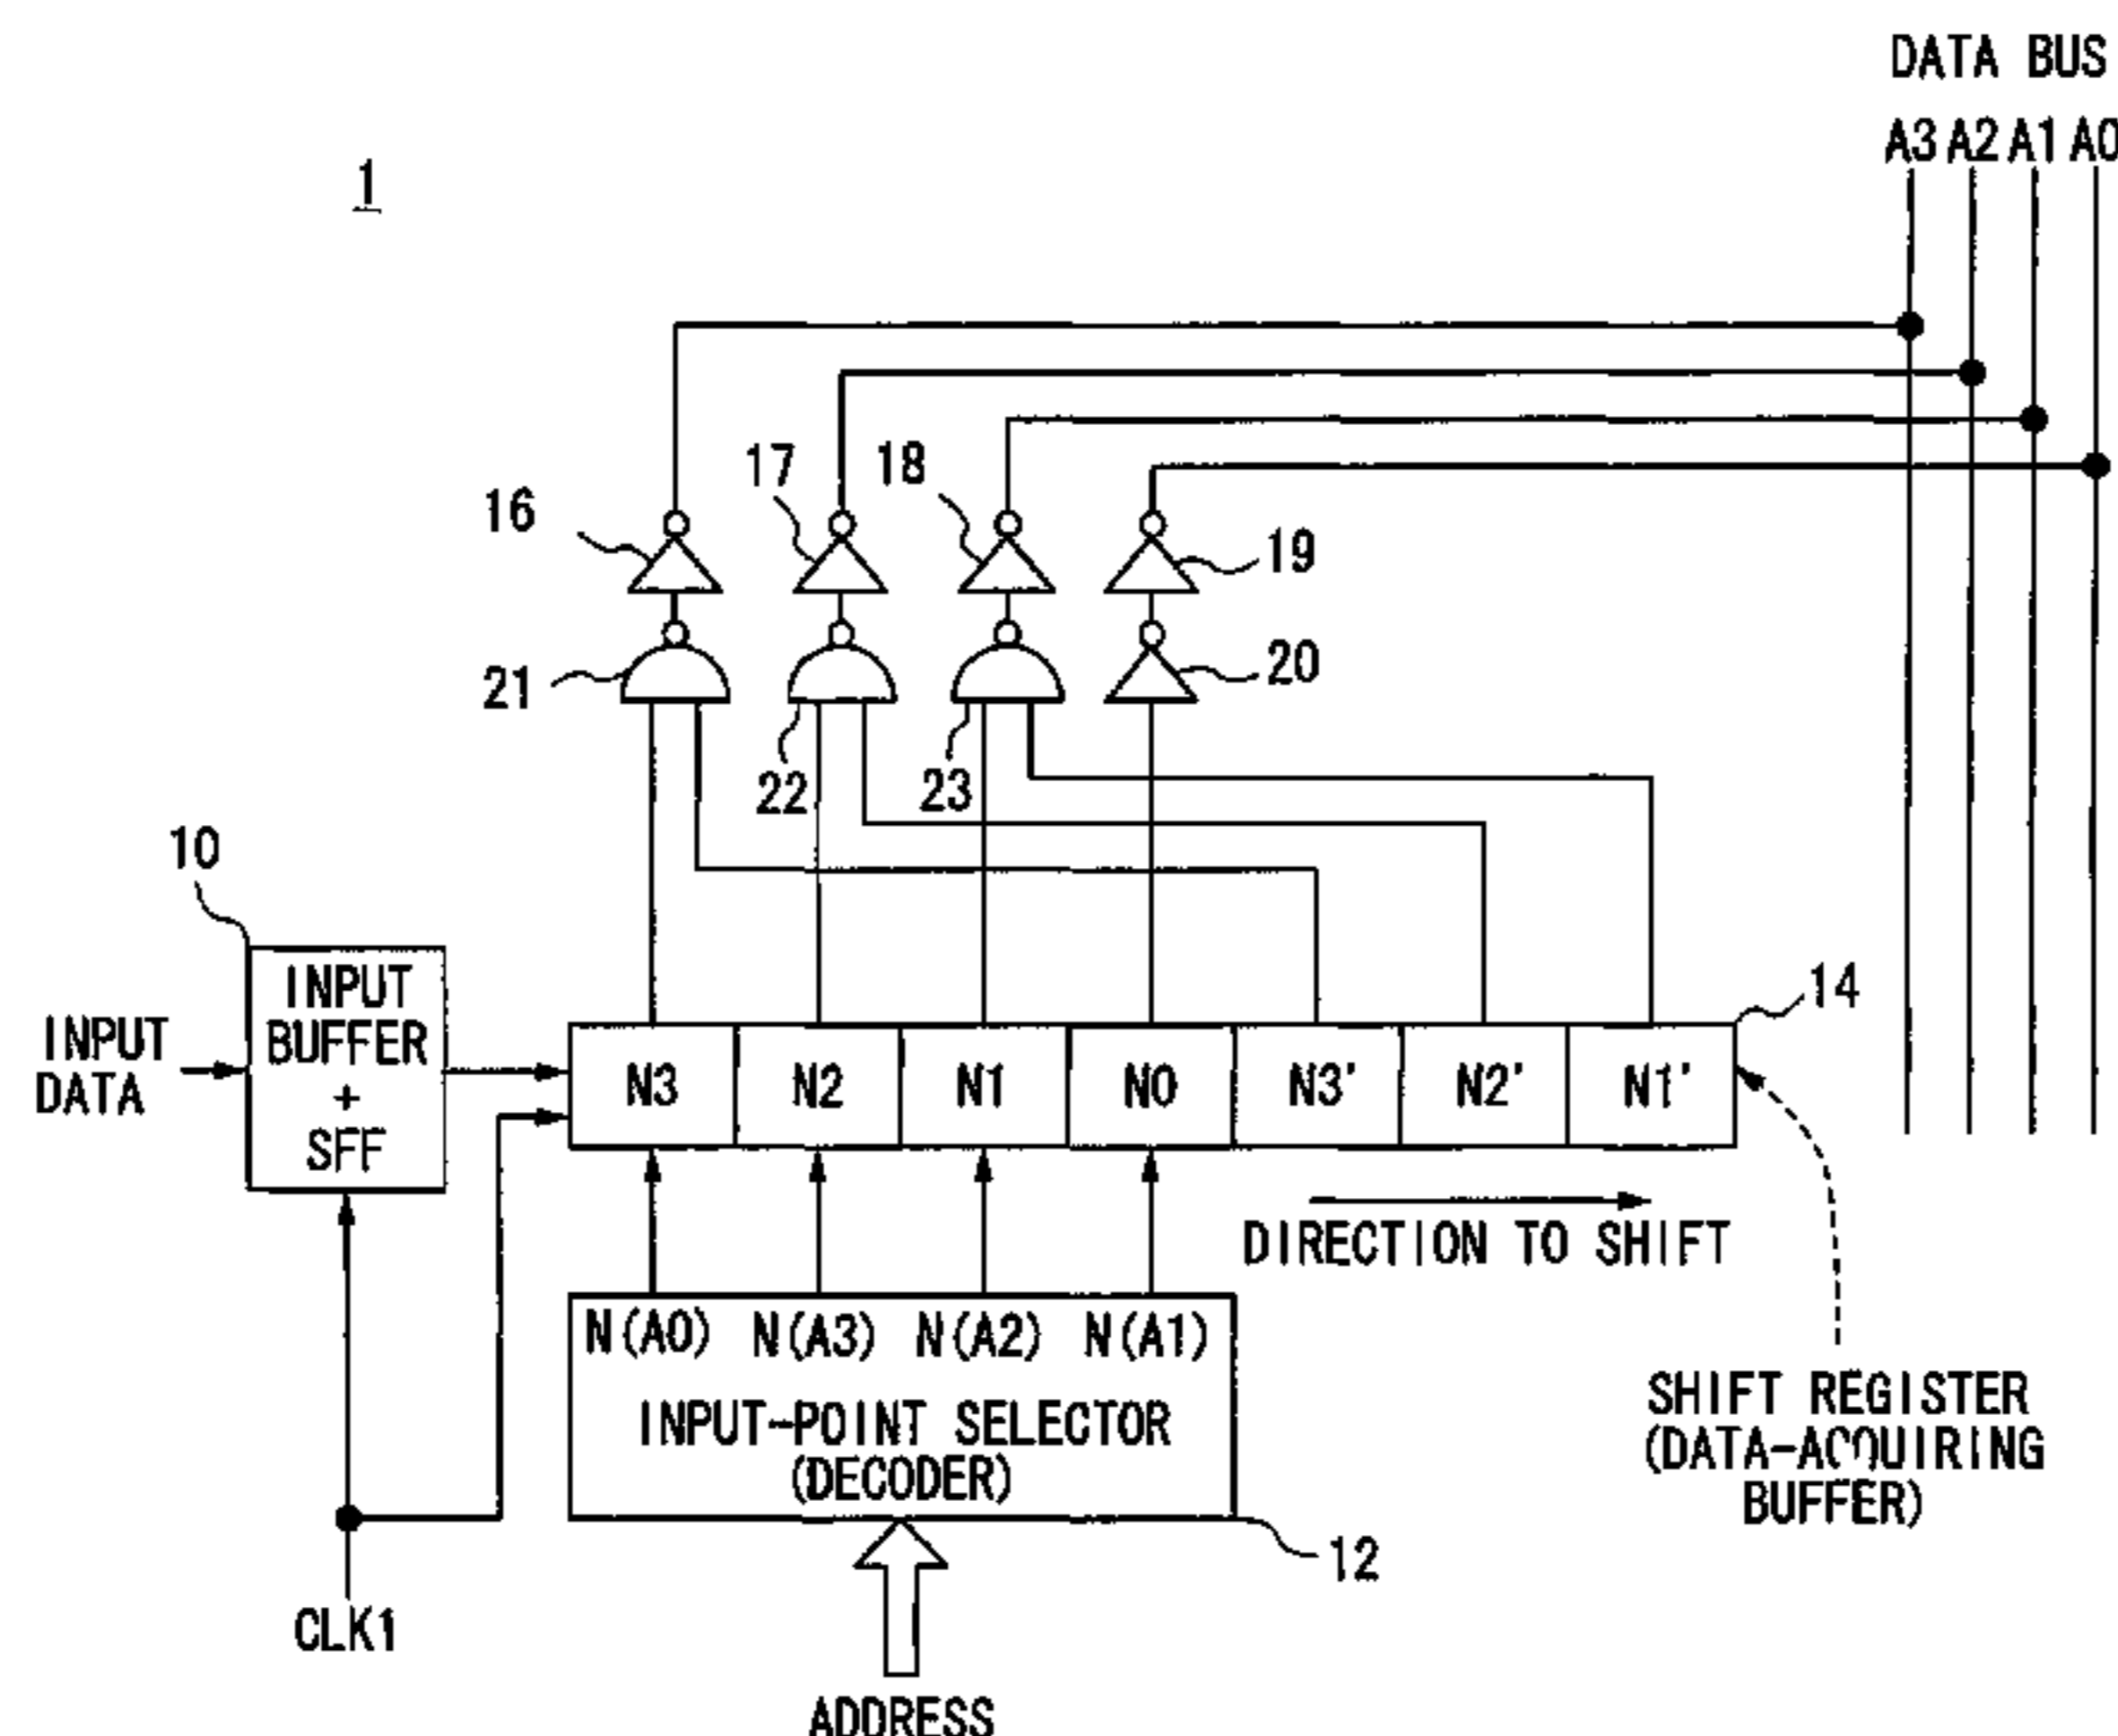 DATA BUS
A3 A2 A1 A0
1
16
17
18
19
21
22
23
20
10
INPUT
DATA
INPUT
BUFFER
+
SFF
N3
N2
N1
N0
N3'
N2'
N1'
14
DIRECTION TO SHIFT
N(A0)
N(A3)
N(A2)
N(A1)
INPUT-POINT SELECTOR
(DECODER)
12
SHIFT REGISTER
(DATA-ACQUIRING
BUFFER)
CLK1
ADDRESS